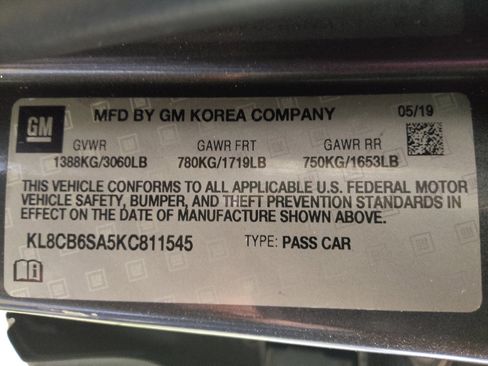 GM
MFD BY GM KOREA COMPANY 05/19
GVWR GAWR FRT GAWR RR
1388KG/3060LB 780KG/1719LB 750KG/1653LB
THIS VEHICLE CONFORMS TO ALL APPLICABLE U.S. FEDERAL MOTOR
VEHICLE SAFETY, BUMPER, AND THEFT PREVENTION STANDARDS IN
EFFECT ON THE DATE OF MANUFACTURE SHOWN ABOVE.
KL8CB6SA5KC811545 TYPE: PASS CAR